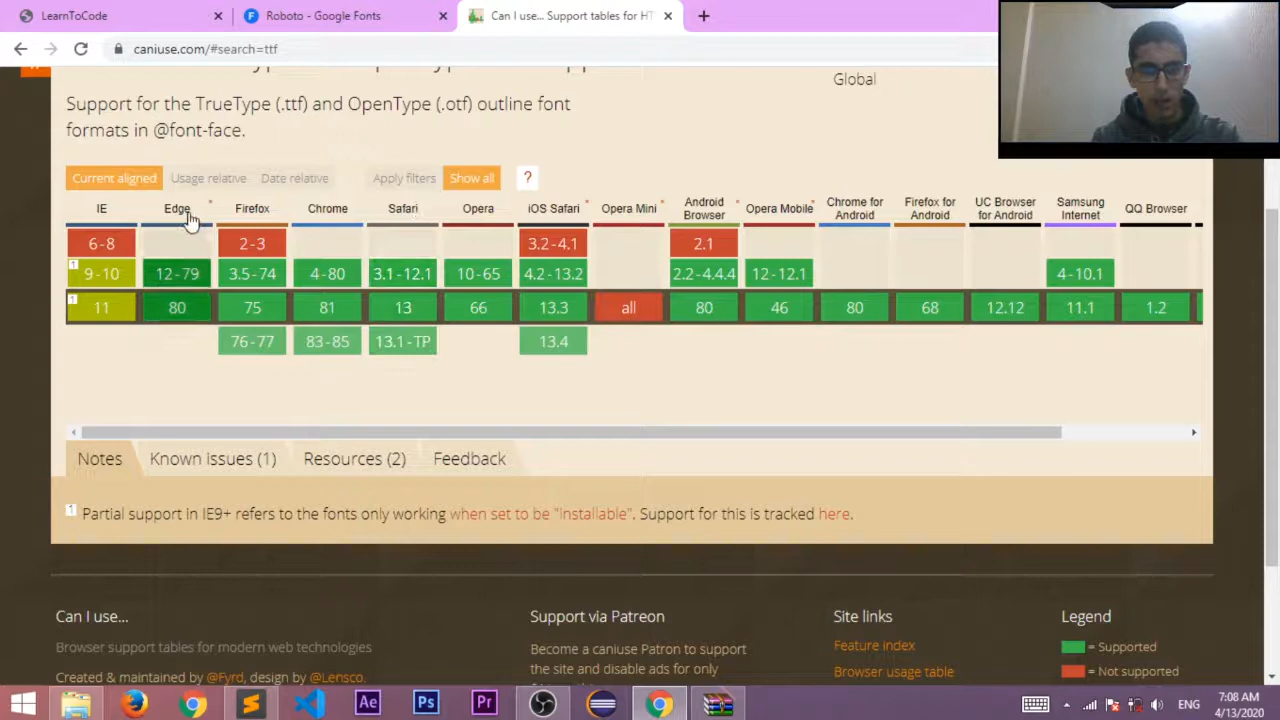 LearnToCode
Roboto - Google Fonts
Can I use... Support tables for HT
caniuse.com/#search=ttf
Global
Support for the TrueType (.ttf) and OpenType (.otf) outline font
formats in @font-face.
Current aligned Usage relative Date relative Apply filters Show all ?
IE Edge * Firefox Chrome Safari Opera iOS Safari * Opera Mini * Android Browser * Opera Mobile * Chrome for Android Firefox for Android UC Browser for Android Samsung Internet QQ Browser
6-8 2-3 3.2-4.1 2.1
1 9-10 12-79 3.5-74 4-80 3.1-12.1 10-65 4.2-13.2 2.2-4.4.4 12-12.1 4-10.1
1 11 80 75 81 13 66 13.3 all 80 46 80 68 12.12 11.1 1.2
76-77 83-85 13.1-TP 13.4
Notes Known issues (1) Resources (2) Feedback
1 Partial support in IE9+ refers to the fonts only working when set to be "installable". Support for this is tracked here.
Can I use... Support via Patreon Site links Legend
Browser support tables for modern web technologies Become a caniuse Patron to support Feature index = Supported
Created & maintained by @Fyrd, design by @Lensco. the site and disable ads for only Browser usage table = Not supported
Ae Ps Pr ENG
7:08 AM
4/13/2020